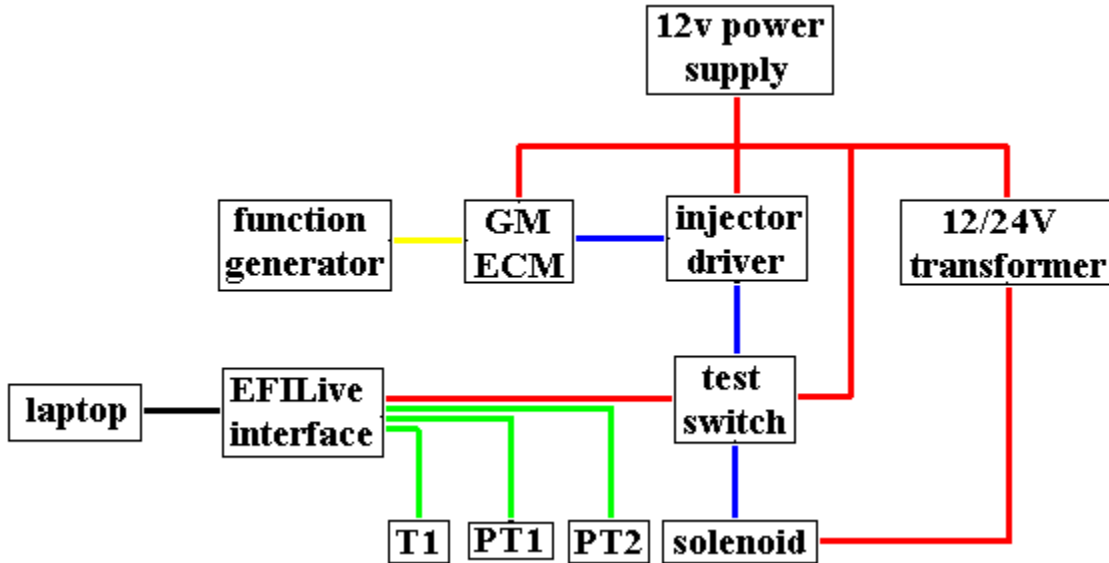 12v power
supply
function
generator
GM
ECM
injector
driver
12/24V
transformer
laptop
EFILive
interface
test
switch
T1
PT1
PT2
solenoid